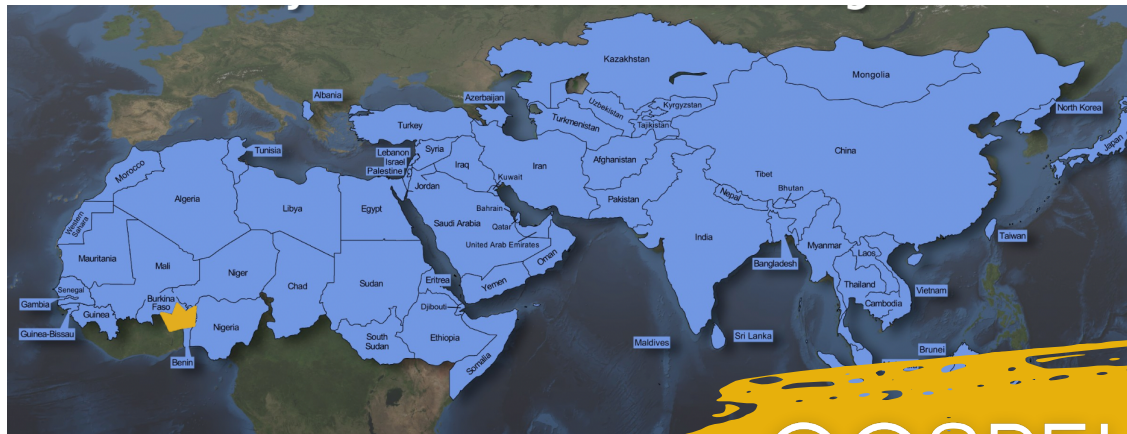 Kazakhstan
Mongolia
Albania
Azerbaijan
Uzbekistan
Kyrgyzstan
North Korea
Turkey
Turkmenistan
Tajikistan
Japan
Tunisia
Lebanon
Israel
Palestine
Syria
Iraq
Iran
Afghanistan
China
Morocco
Jordan
Kuwait
Tibet
Bhutan
Nepal
Algeria
Libya
Egypt
Pakistan
Western
Sahara
Bahrain
Saudi Arabia
Qatar
India
Taiwan
United Arab Emirates
Myanmar
Laos
Mauritania
Mali
Niger
Oman
Bangladesh
Chad
Sudan
Eritrea
Yemen
Thailand
Vietnam
Senegal
Gambia
Burkina
Faso
Djibouti
Cambodia
Guinea
Guinea-Bissau
Nigeria
South
Sudan
Ethiopia
Maldives
Sri Lanka
Benin
Somalia
Brunei